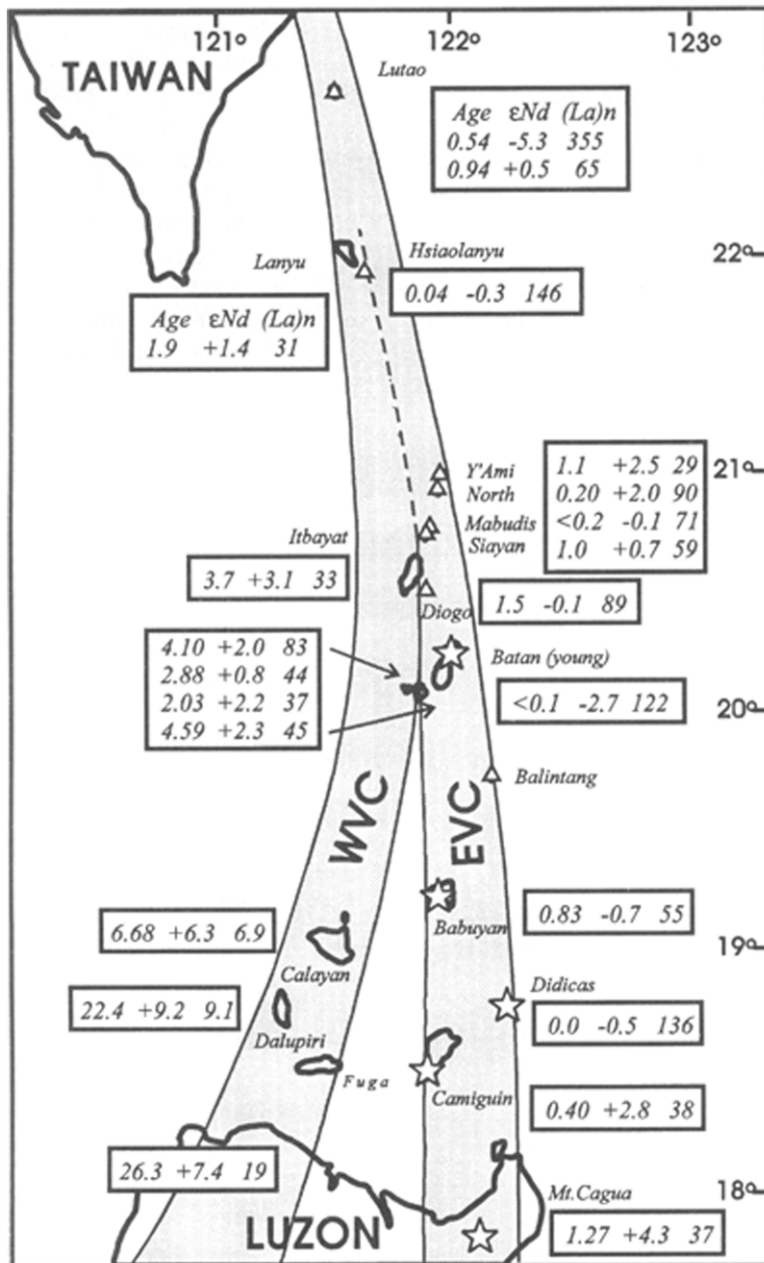 121° 122° 123°
TAIWAN
Lutao
Age εNd (La)n
0.54 -5.3 355
0.94 +0.5 65
22°
Hsiaolanyu
Lanyu
0.04 -0.3 146
Age εNd (La)n
1.9 +1.4 31
21°
Y'Ami
North
Mabudis
Siayan
1.1 +2.5 29
0.20 +2.0 90
<0.2 -0.1 71
1.0 +0.7 59
Itbayat
3.7 +3.1 33
Diogo
1.5 -0.1 89
4.10 +2.0 83
2.88 +0.8 44
2.03 +2.2 37
4.59 +2.3 45
Batan (young)
<0.1 -2.7 122
20°
Balintang
WVC
EVC
6.68 +6.3 6.9
Babuyan
0.83 -0.7 55
19°
Calayan
22.4 +9.2 9.1
Didicas
0.0 -0.5 136
Dalupiri
Fuga
Camiguin
0.40 +2.8 38
26.3 +7.4 19
18°
Mt.Cagua
LUZON
1.27 +4.3 37